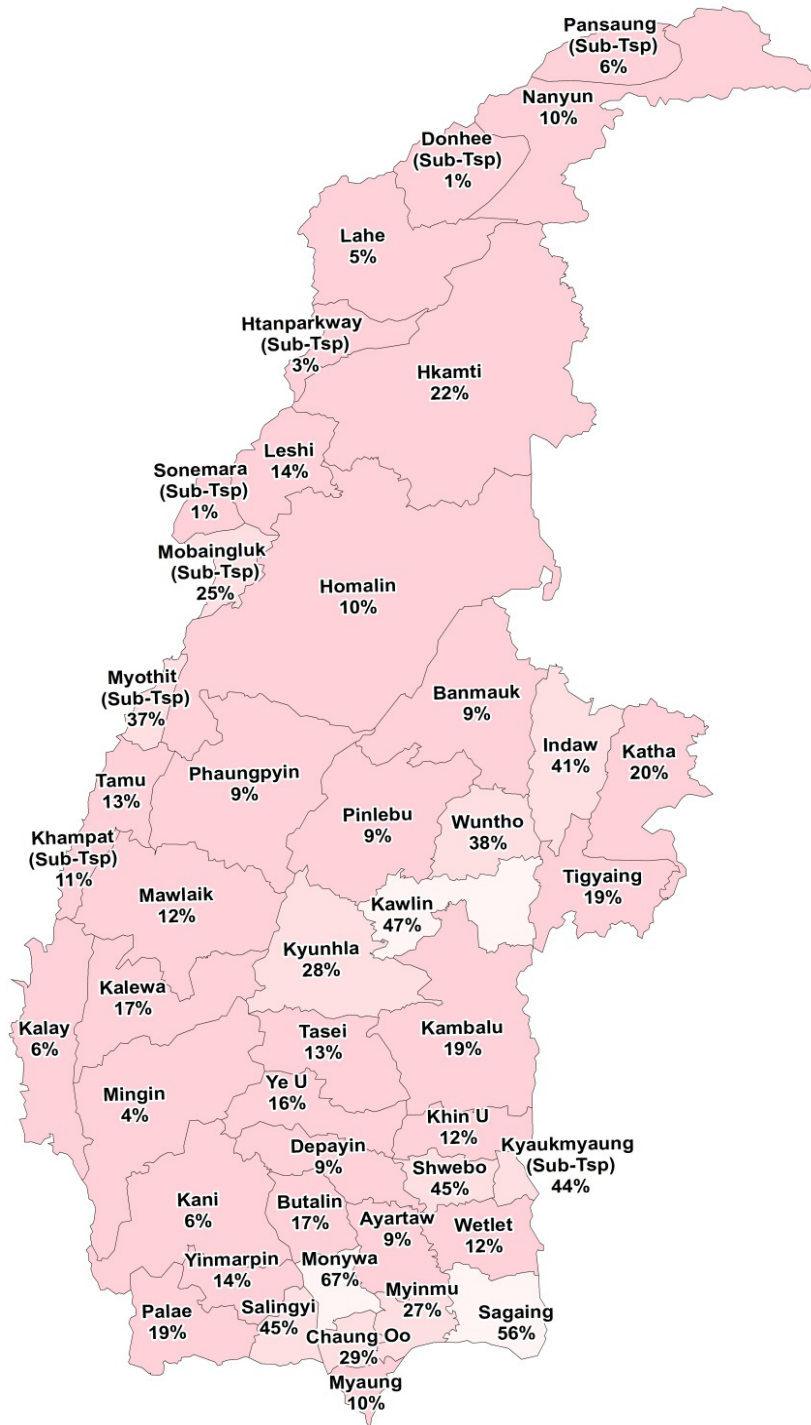 Pansaung
(Sub-Tsp)
6%
Nanyun
10%
Donhee
(Sub-Tsp)
1%
Lahe
5%
Htanparkway
(Sub-Tsp)
3%
Hkamti
22%
Leshi
14%
Sonemara
(Sub-Tsp)
1%
Mobaingluk
(Sub-Tsp)
25%
Homalin
10%
Myothit
(Sub-Tsp)
37%
Banmauk
9%
Indaw
41%
Katha
20%
Tamu
13%
Phaungpyin
9%
Pinlebu
9%
Wuntho
38%
Khampat
(Sub-Tsp)
11%
Mawlaik
12%
Tigyaing
19%
Kawlin
47%
Kyunhla
28%
Kalewa
17%
Kalay
6%
Tasei
13%
Kambalu
19%
Mingin
4%
Ye U
16%
Khin U
12%
Kyaukmyaung
(Sub-Tsp)
44%
Depayin
9%
Shwebo
45%
Kani
6%
Butalin
17%
Ayartaw
9%
Wetlet
12%
Yinmarpin
14%
Monywa
67%
Myinmu
27%
Sagaing
56%
Palae
19%
Salingyi
45%
Chaung Oo
29%
Myaung
10%